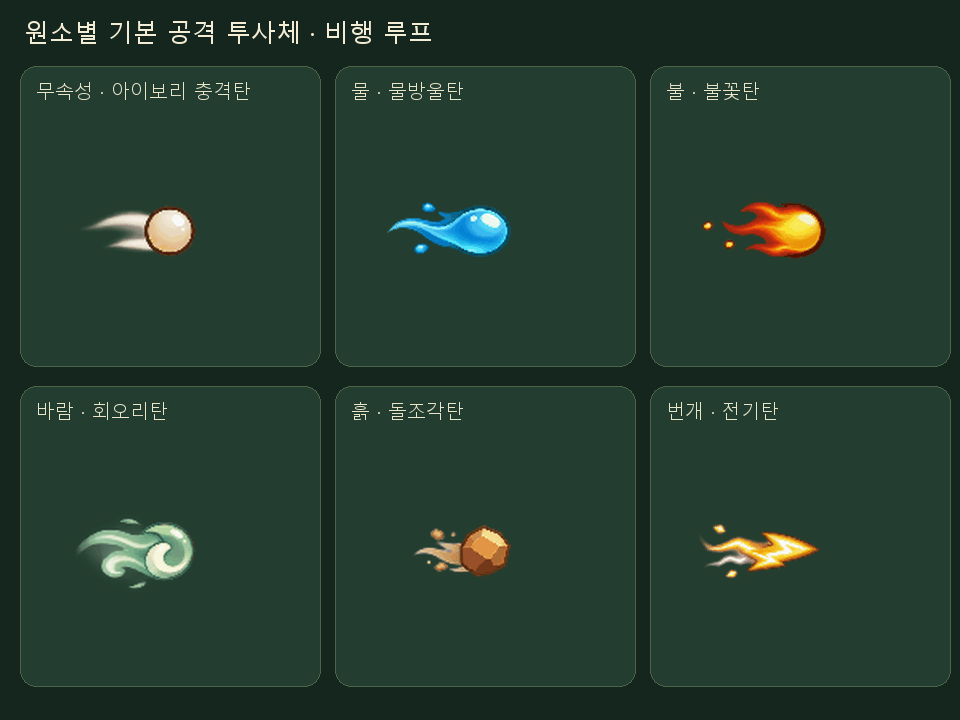 원소별 기본 공격 투사체 · 비행 루프
무속성 · 아이보리 충격탄
물 · 물방울탄
불 · 불꽃탄
바람 · 회오리탄
흙 · 돌조각탄
번개 · 전기탄